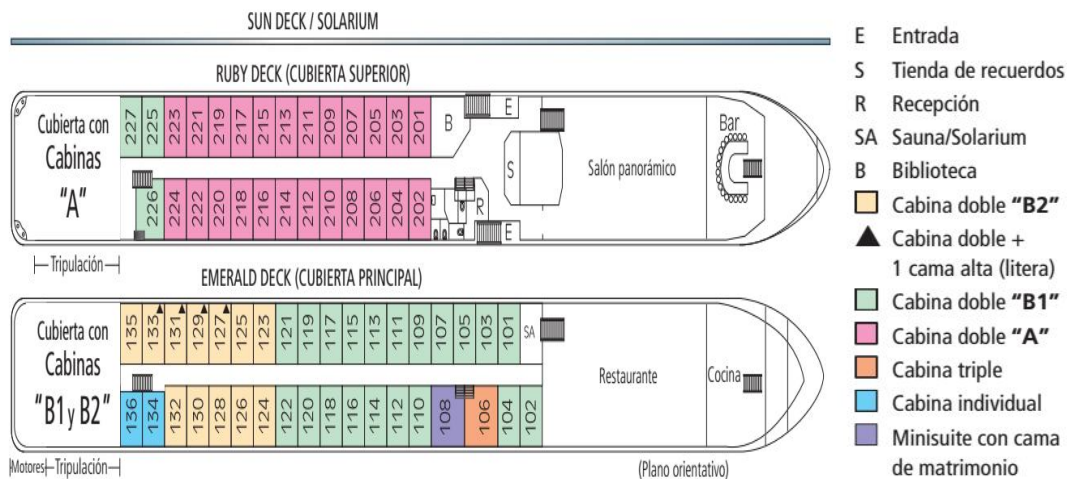 SUN DECK / SOLARIUM
RUBY DECK (CUBIERTA SUPERIOR)
Cubierta con
Cabinas
"A"
227 225 223 221 219 217 215 213 211 209 207 205 203 201
B
E
226 224 222 220 218 216 214 212 210 208 206 204 202
R
E
S
Salón panorámico
Bar
Tripulación
EMERALD DECK (CUBIERTA PRINCIPAL)
Cubierta con
Cabinas
"B1 y B2"
135 133 131 129 127 125 123 121 119 117 115 113 111 109 107 105 103 101
SA
136 134 132 130 128 126 124 122 120 118 116 114 112 110 108 106 104 102
Restaurante
Cocina
Motores
Tripulación
(Plano orientativo)
E Entrada
S Tienda de recuerdos
R Recepción
SA Sauna/Solarium
B Biblioteca
Cabina doble "B2"
Cabina doble +
1 cama alta (litera)
Cabina doble "B1"
Cabina doble "A"
Cabina triple
Cabina individual
Minisuite con cama
de matrimonio